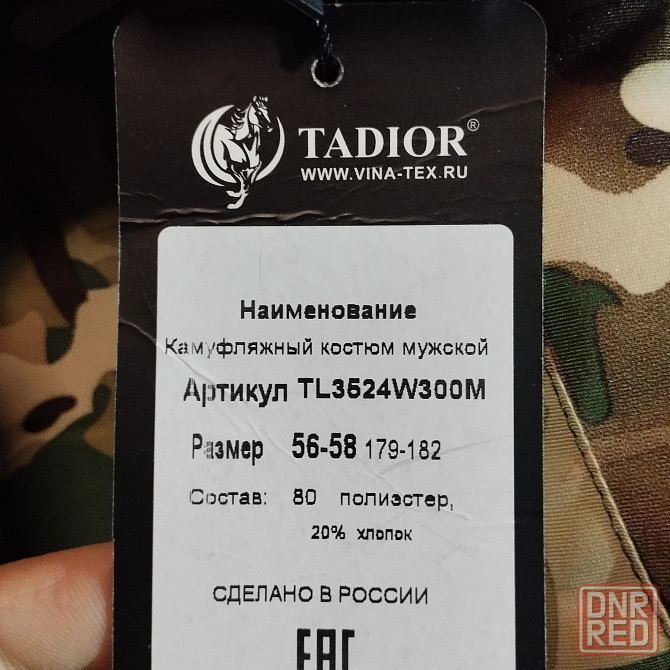 TADIOR®
WWW.VINA-TEX.RU
Наименование
Камуфляжный костюм мужской
Артикул TL3524W300M
Размер 56-58 179-182
Состав: 80 полиэстер,
20% хлопок
СДЕЛАНО В РОССИИ
EAC
DNR
RED